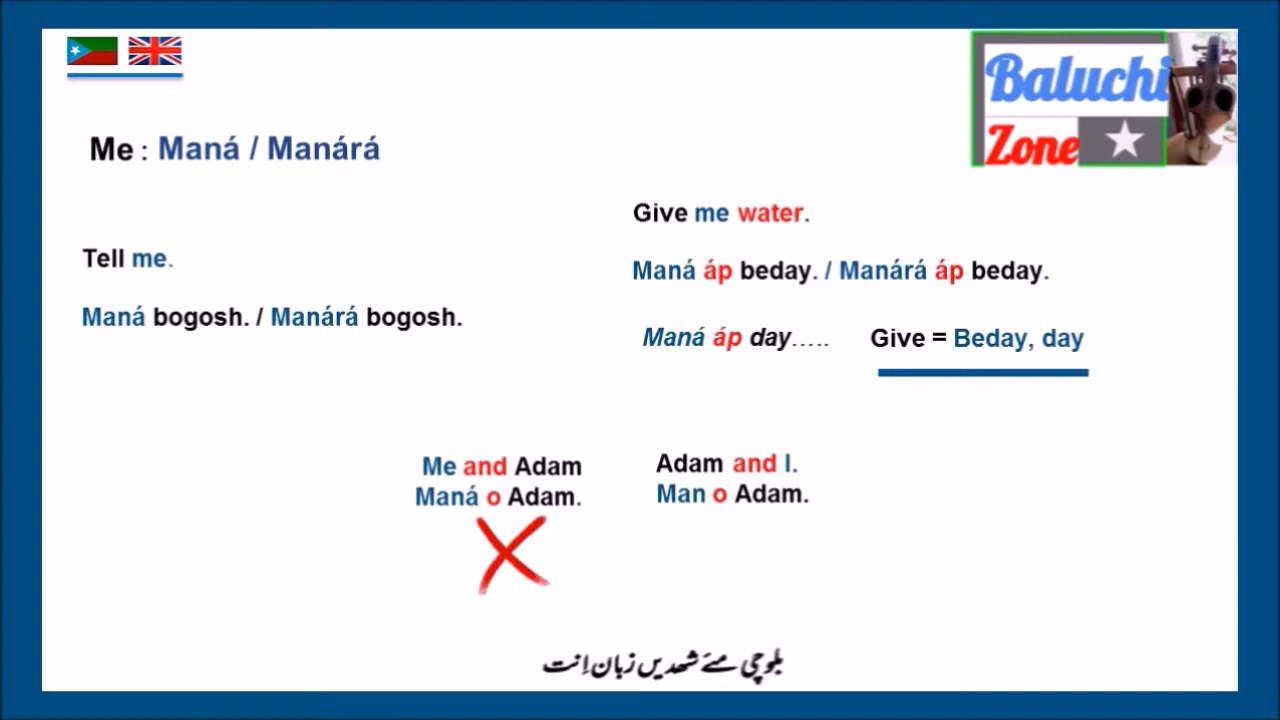 Baluchi
Zone
Me : Maná / Manárá
Tell me.
Maná bogosh. / Manárá bogosh.
Give me water.
Maná áp beday. / Manárá áp beday.
Maná áp day.....
Give = Beday, day
Me and Adam
Maná o Adam.
Adam and I.
Man o Adam.
بلوچی مئے شهدیں زبان اِنت